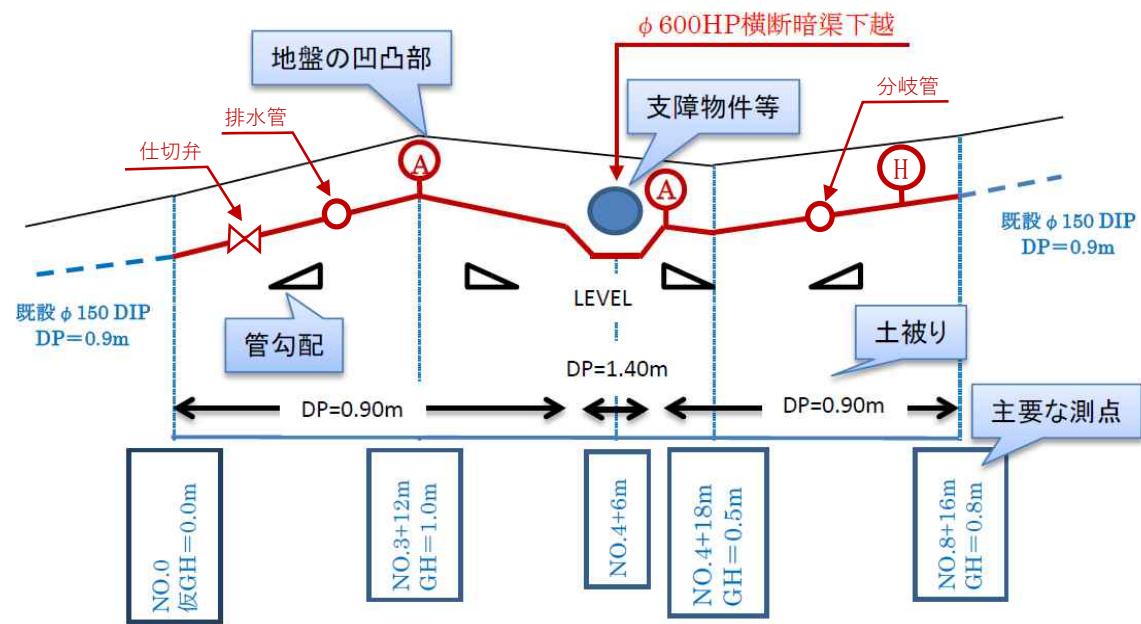 φ600HP横断暗渠下越
地盤の凹凸部
支障物件等
分岐管
排水管
仕切弁
A
A
H
既設φ150 DIP
DP=0.9m
既設φ150 DIP
DP=0.9m
LEVEL
管勾配
土被り
DP=1.40m
DP=0.90m
DP=0.90m
主要な測点
NO.0
仮GH=0.0m
NO.3+12m
GH=1.0m
NO.4+6m
NO.4+18m
GH=0.5m
NO.8+16m
GH=0.8m